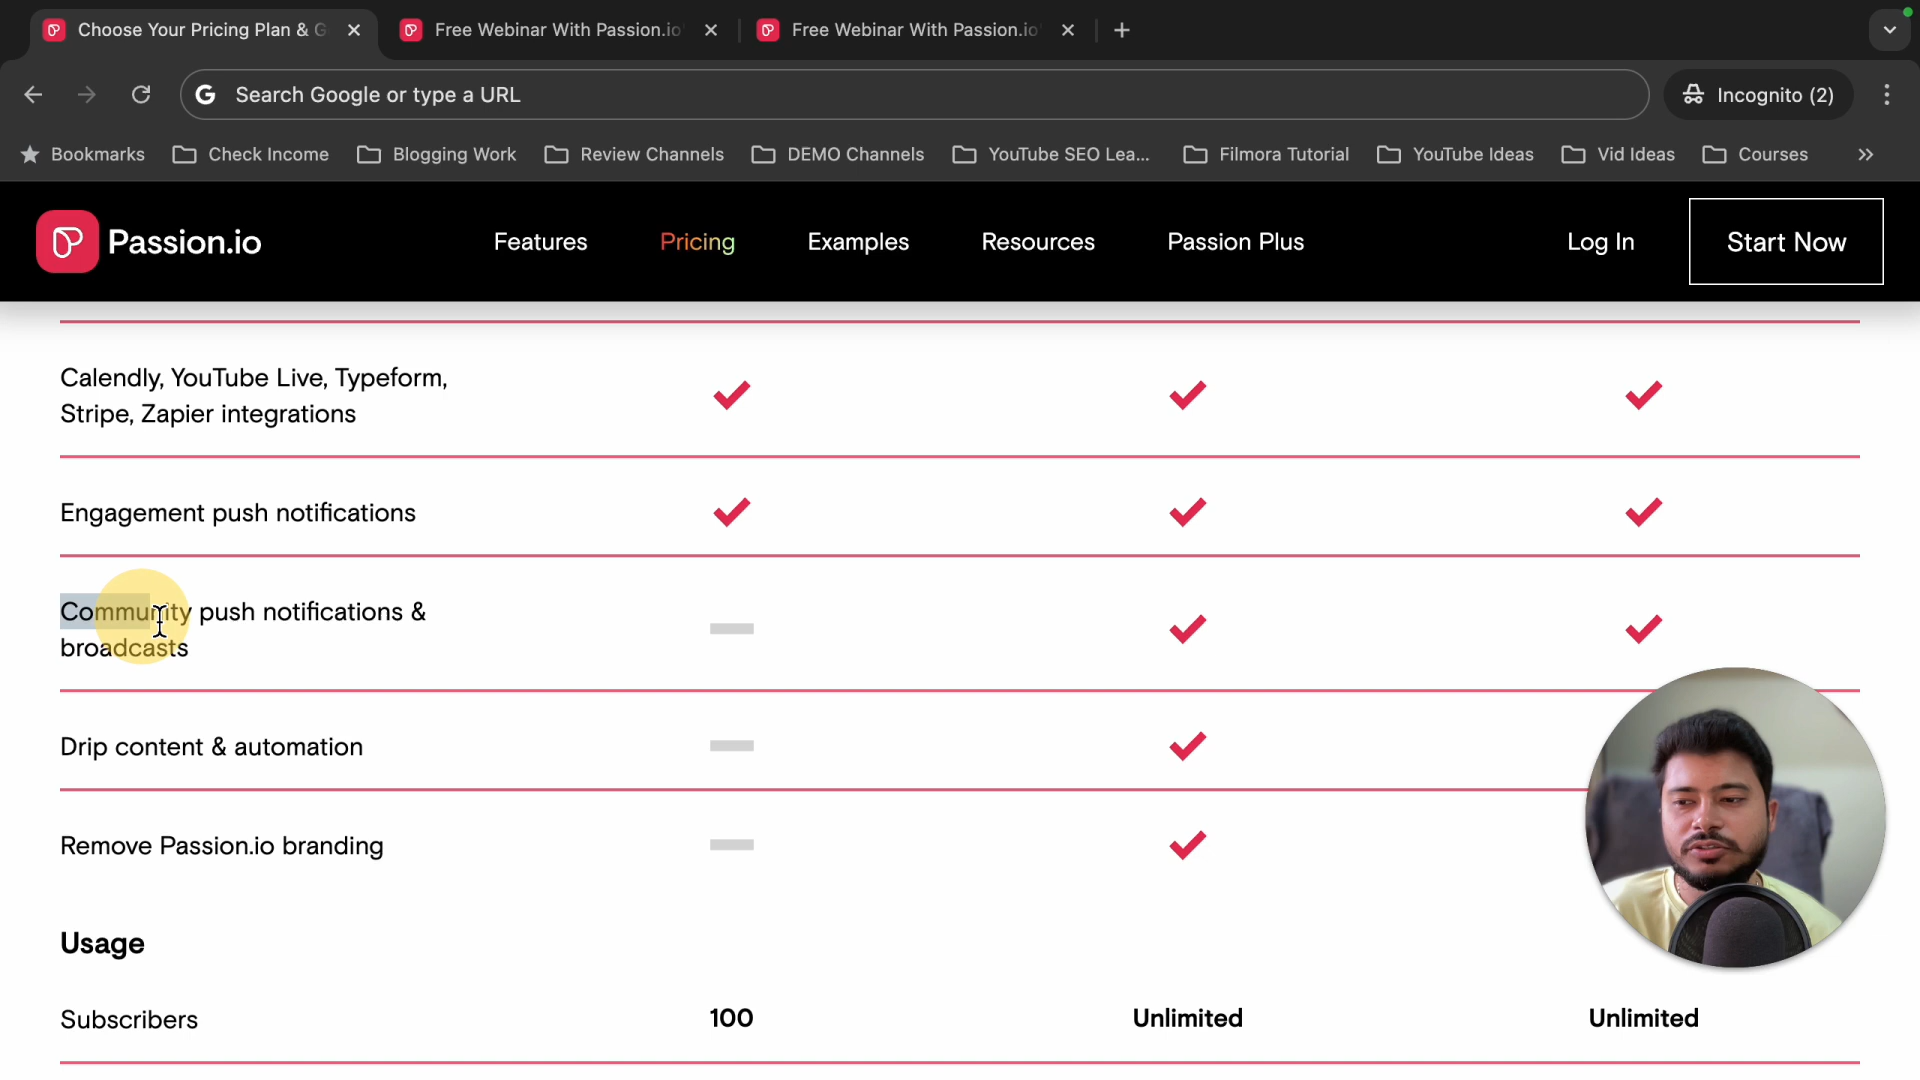 Choose Your Pricing Plan & G
Free Webinar With Passion.io'
Free Webinar With Passion.io'
Search Google or type a URL
Incognito (2)
Bookmarks
Check Income
Blogging Work
Review Channels
DEMO Channels
YouTube SEO Lea...
Filmora Tutorial
YouTube Ideas
Vid Ideas
Courses
Passion.io
Features
Pricing
Examples
Resources
Passion Plus
Log In
Start Now
Calendly, YouTube Live, Typeform,
Stripe, Zapier integrations
Engagement push notifications
Community push notifications &
broadcasts
Drip content & automation
Remove Passion.io branding
Usage
Subscribers 100 Unlimited Unlimited